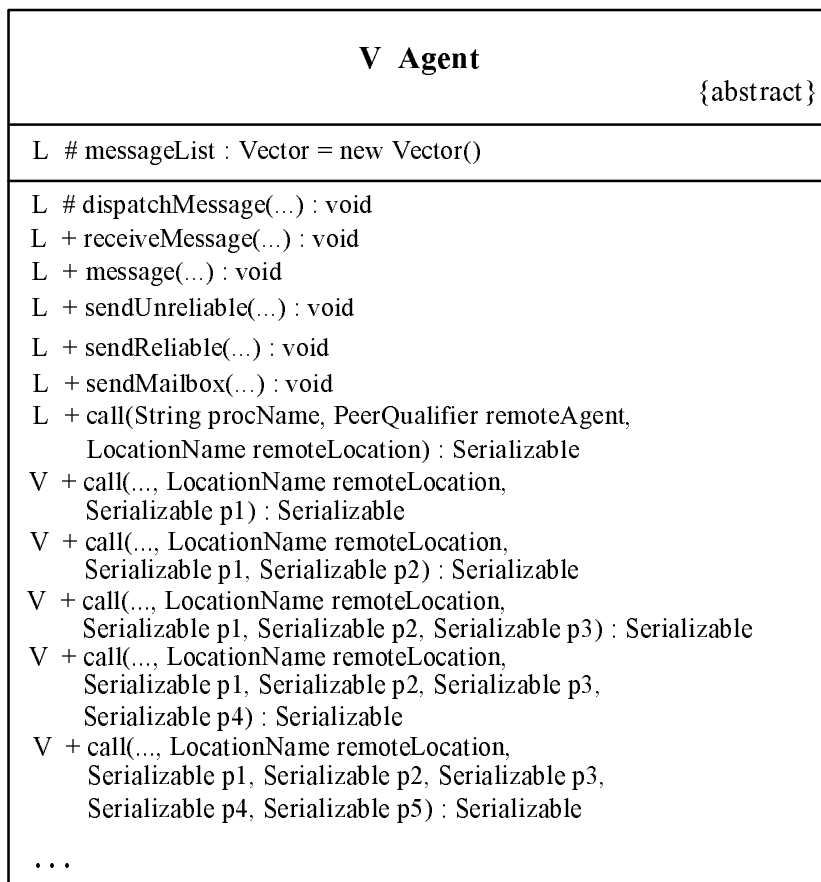 V Agent
{abstract}
L # messageList : Vector = new Vector()
L # dispatchMessage(...) : void
L + receiveMessage(...) : void
L + message(...) : void
L + sendUnreliable(...) : void
L + sendReliable(...) : void
L + sendMailbox(...) : void
L + call(String procName, PeerQualifier remoteAgent,
LocationName remoteLocation) : Serializable
V + call(..., LocationName remoteLocation,
Serializable p1) : Serializable
V + call(..., LocationName remoteLocation,
Serializable p1, Serializable p2) : Serializable
V + call(..., LocationName remoteLocation,
Serializable p1, Serializable p2, Serializable p3) : Serializable
V + call(..., LocationName remoteLocation,
Serializable p1, Serializable p2, Serializable p3,
Serializable p4) : Serializable
V + call(..., LocationName remoteLocation,
Serializable p1, Serializable p2, Serializable p3,
Serializable p4, Serializable p5) : Serializable
...